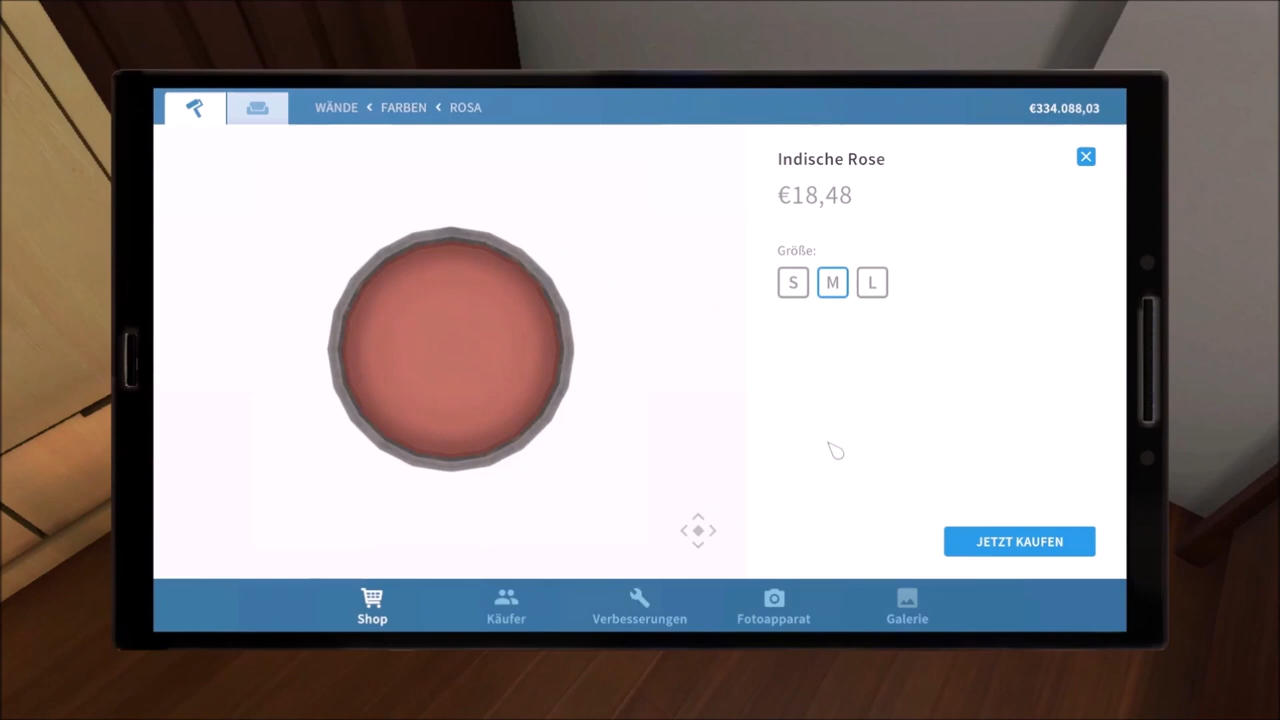 WÄNDE < FARBEN < ROSA
€334.088,03
Indische Rose
€18,48
Größe:
S M L
JETZT KAUFEN
Shop
Käufer
Verbesserungen
Fotoapparat
Galerie